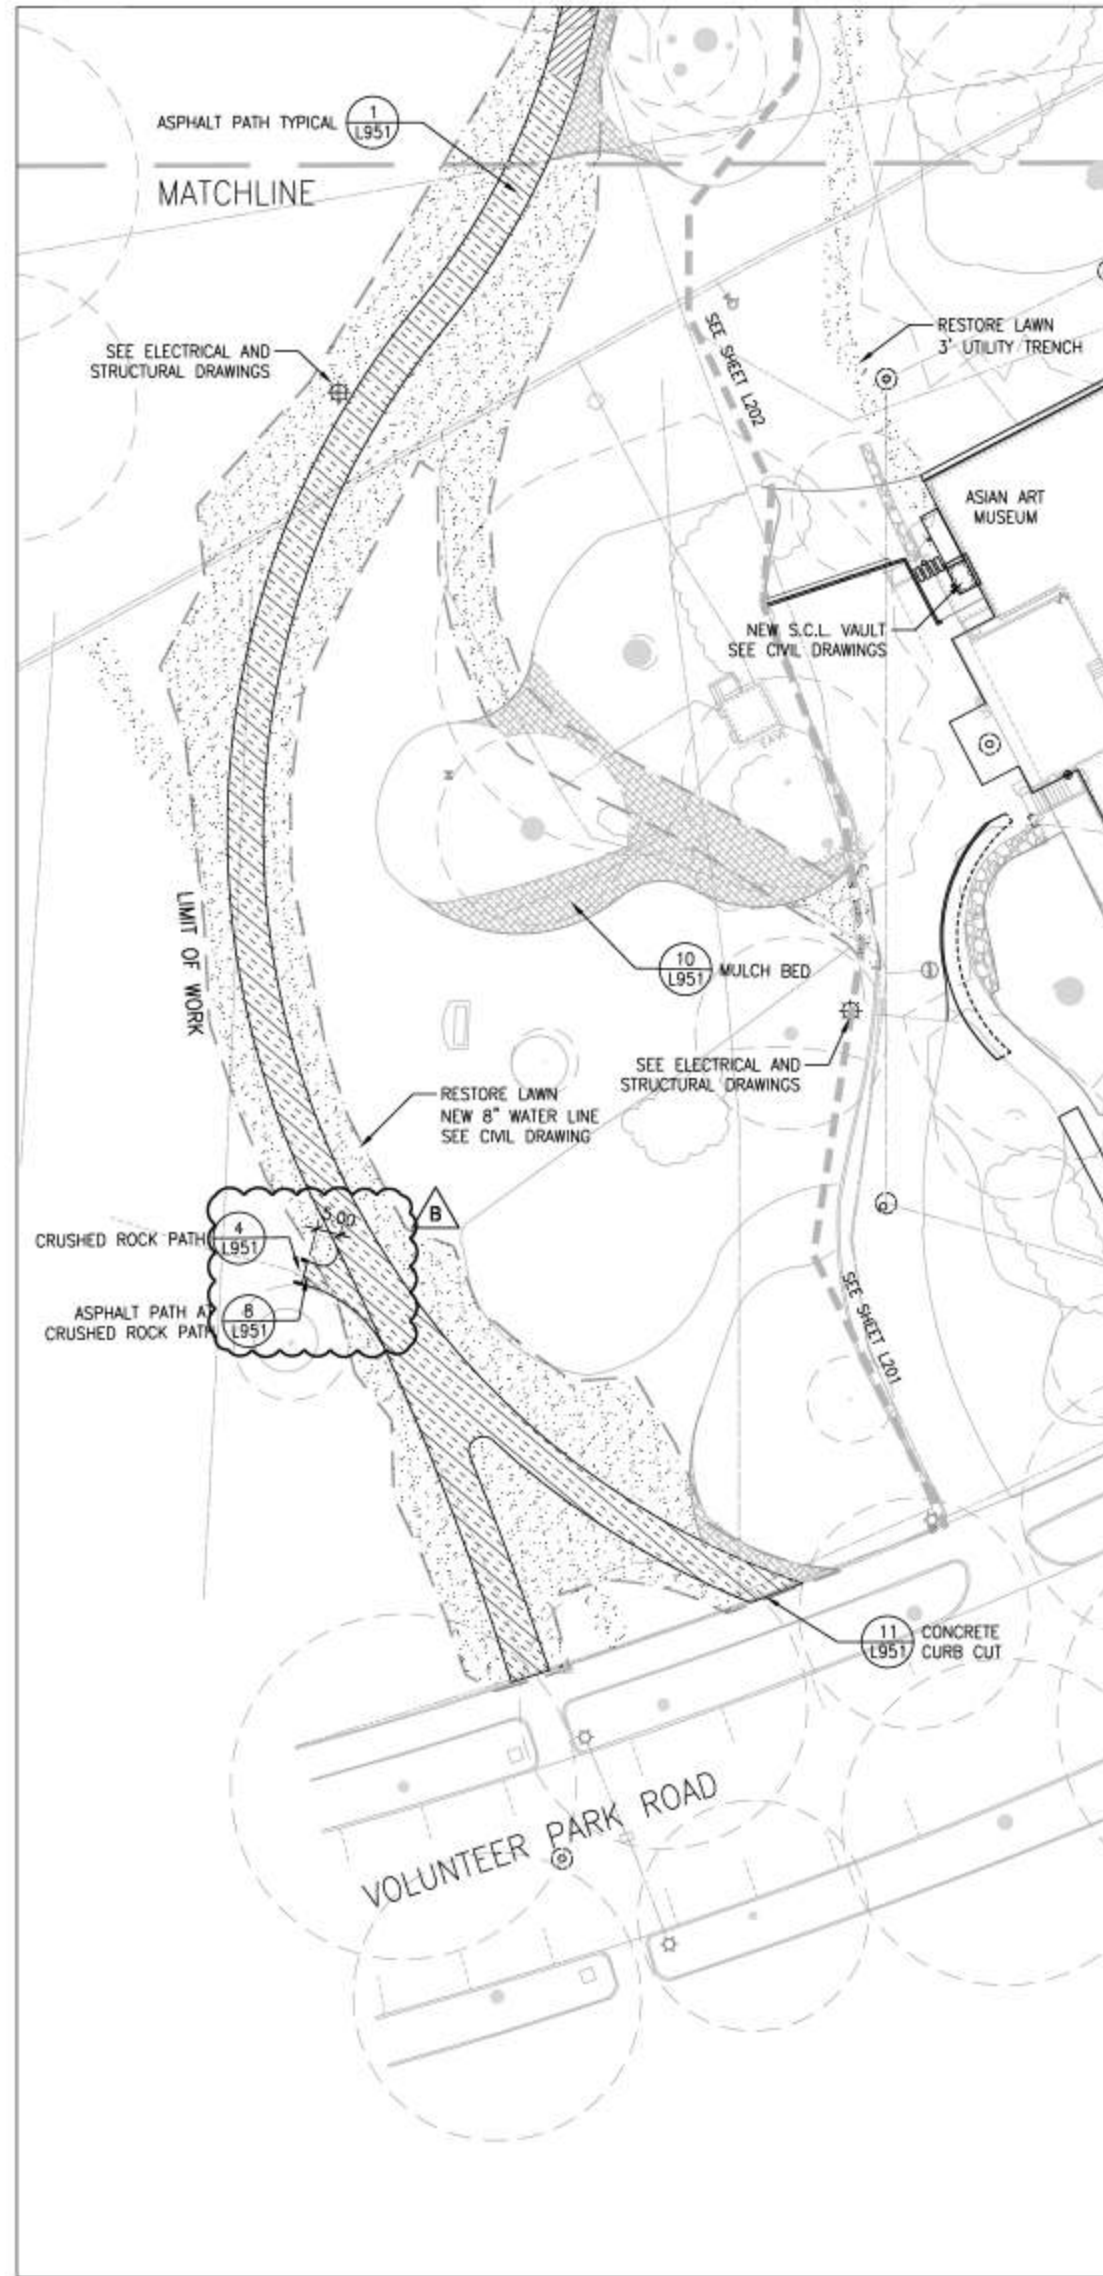 ASPHALT PATH TYPICAL
1
L951
MATCHLINE
SEE ELECTRICAL AND
STRUCTURAL DRAWINGS
SEE SHEET L202
RESTORE LAWN
3' UTILITY TRENCH
ASIAN ART
MUSEUM
NEW S.C.L. VAULT
SEE CIVIL DRAWINGS
LIMIT OF WORK
10
L951
MULCH BED
SEE ELECTRICAL AND
STRUCTURAL DRAWINGS
RESTORE LAWN
NEW 8" WATER LINE
SEE CIVIL DRAWING
5.00
B
CRUSHED ROCK PATH
4
L951
ASPHALT PATH AT
CRUSHED ROCK PATH
8
L951
SEE SHEET L201
11
L951
CONCRETE
CURB CUT
VOLUNTEER PARK ROAD